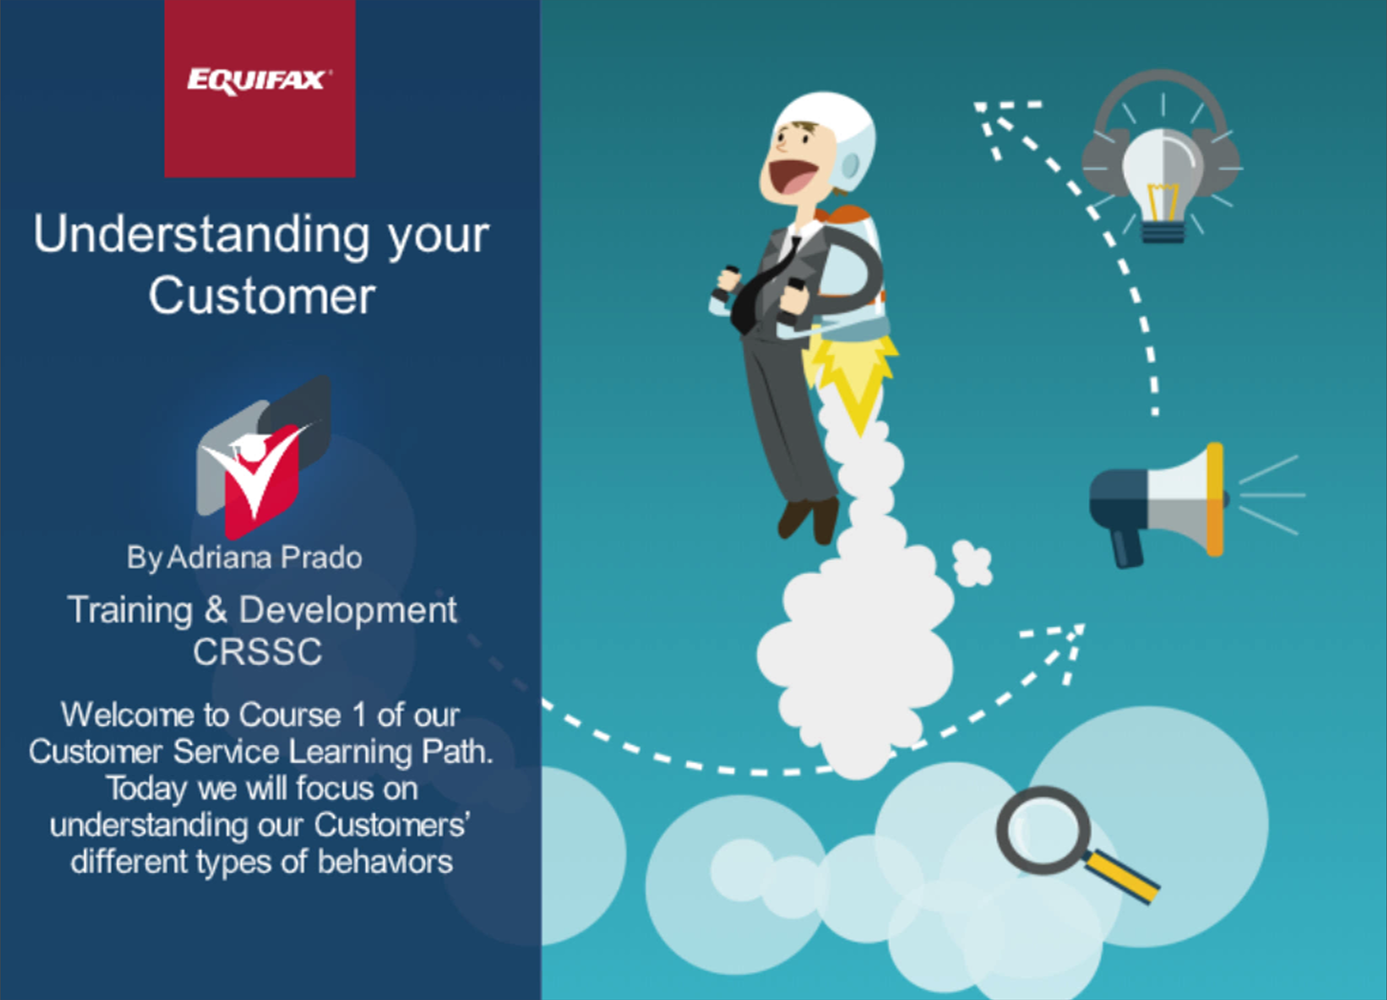 EQUIFAX
Understanding your
Customer
By Adriana Prado
Training & Development
CRSSC
Welcome to Course 1 of our
Customer Service Learning Path.
Today we will focus on
understanding our Customers’
different types of behaviors